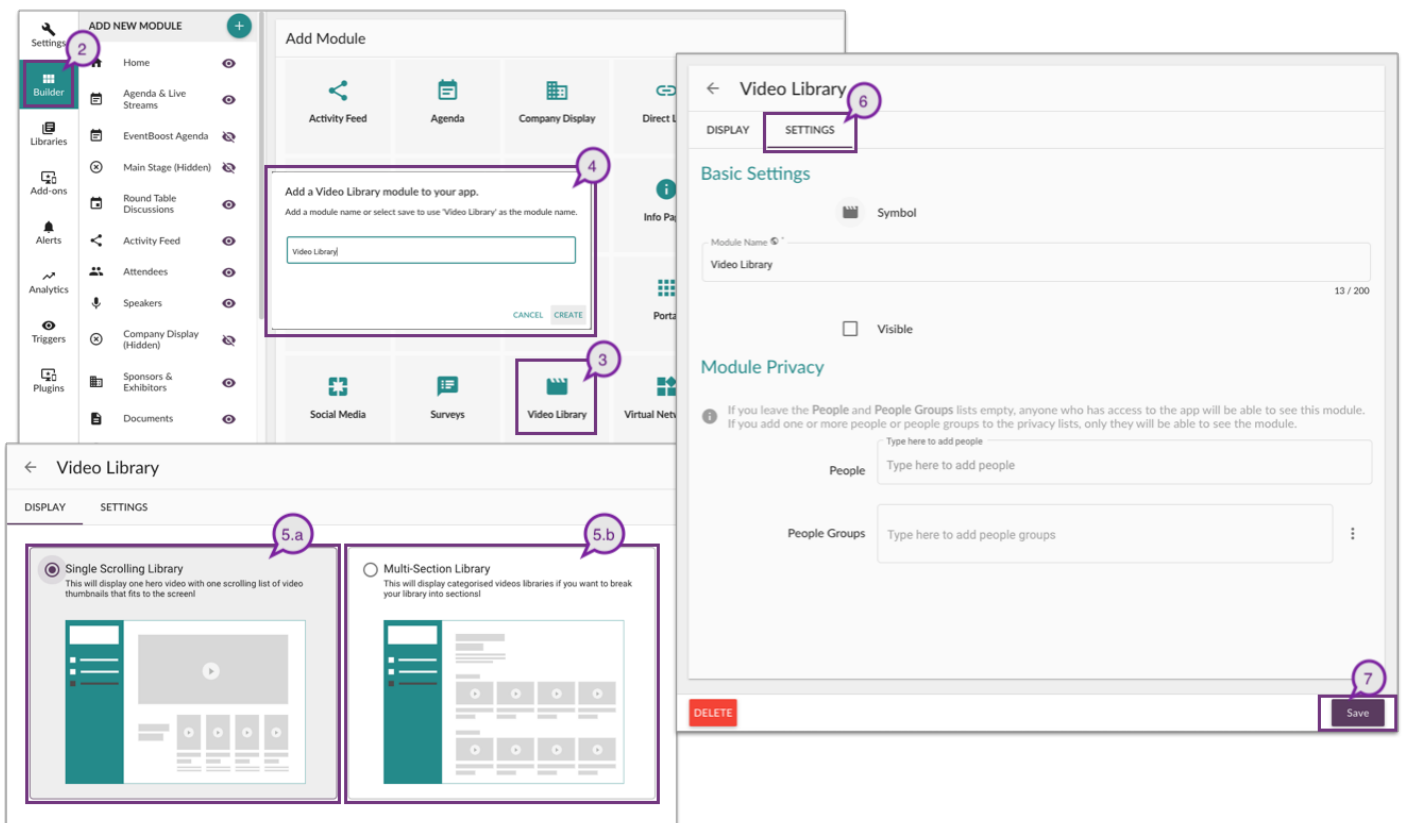 Settings
2
Builder
Libraries
Add-ons
Alerts
Analytics
Triggers
Plugins
ADD NEW MODULE
+
Home
Agenda & Live
Streams
EventBoost Agenda
Main Stage (Hidden)
Round Table
Discussions
Activity Feed
Attendees
Speakers
Company Display
(Hidden)
Sponsors &
Exhibitors
Documents
Add Module
Activity Feed
Agenda
Company Display
Direct L
4
Add a Video Library module to your app.
Add a module name or select save to use 'Video Library' as the module name.
Video Library
CANCEL CREATE
Info Pa
Porta
3
Social Media
Surveys
Video Library
Virtual Netw
Video Library
DISPLAY SETTINGS
5.a
Single Scrolling Library
This will display one hero video with one scrolling list of video
thumbnails that fits to the screen!
5.b
Multi-Section Library
This will display categorised videos libraries if you want to break
your library into sections!
Video Library
6
DISPLAY SETTINGS
Basic Settings
Symbol
Module Name
Video Library
13 / 200
Visible
Module Privacy
If you leave the People and People Groups lists empty, anyone who has access to the app will be able to see this module.
If you add one or more people or people groups to the privacy lists, only they will be able to see the module.
Type here to add people
People
Type here to add people
People Groups
Type here to add people groups
7
DELETE
Save